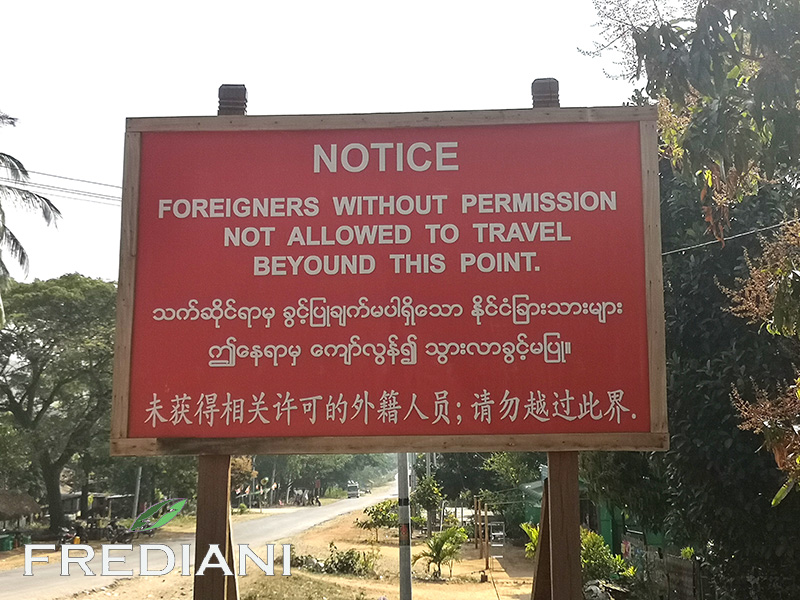 NOTICE
FOREIGNERS WITHOUT PERMISSION
NOT ALLOWED TO TRAVEL
BEYOUND THIS POINT.
သက်ဆိုင်ရာမှ ခွင့်ပြုချက်မပါရှိသော နိုင်ငံခြားသားများ
ဤနေရာမှ ကျော်လွန်၍ သွားလာခွင့်မပြု။
未获得相关许可的外籍人员;请勿越过此界.
FREDIANI